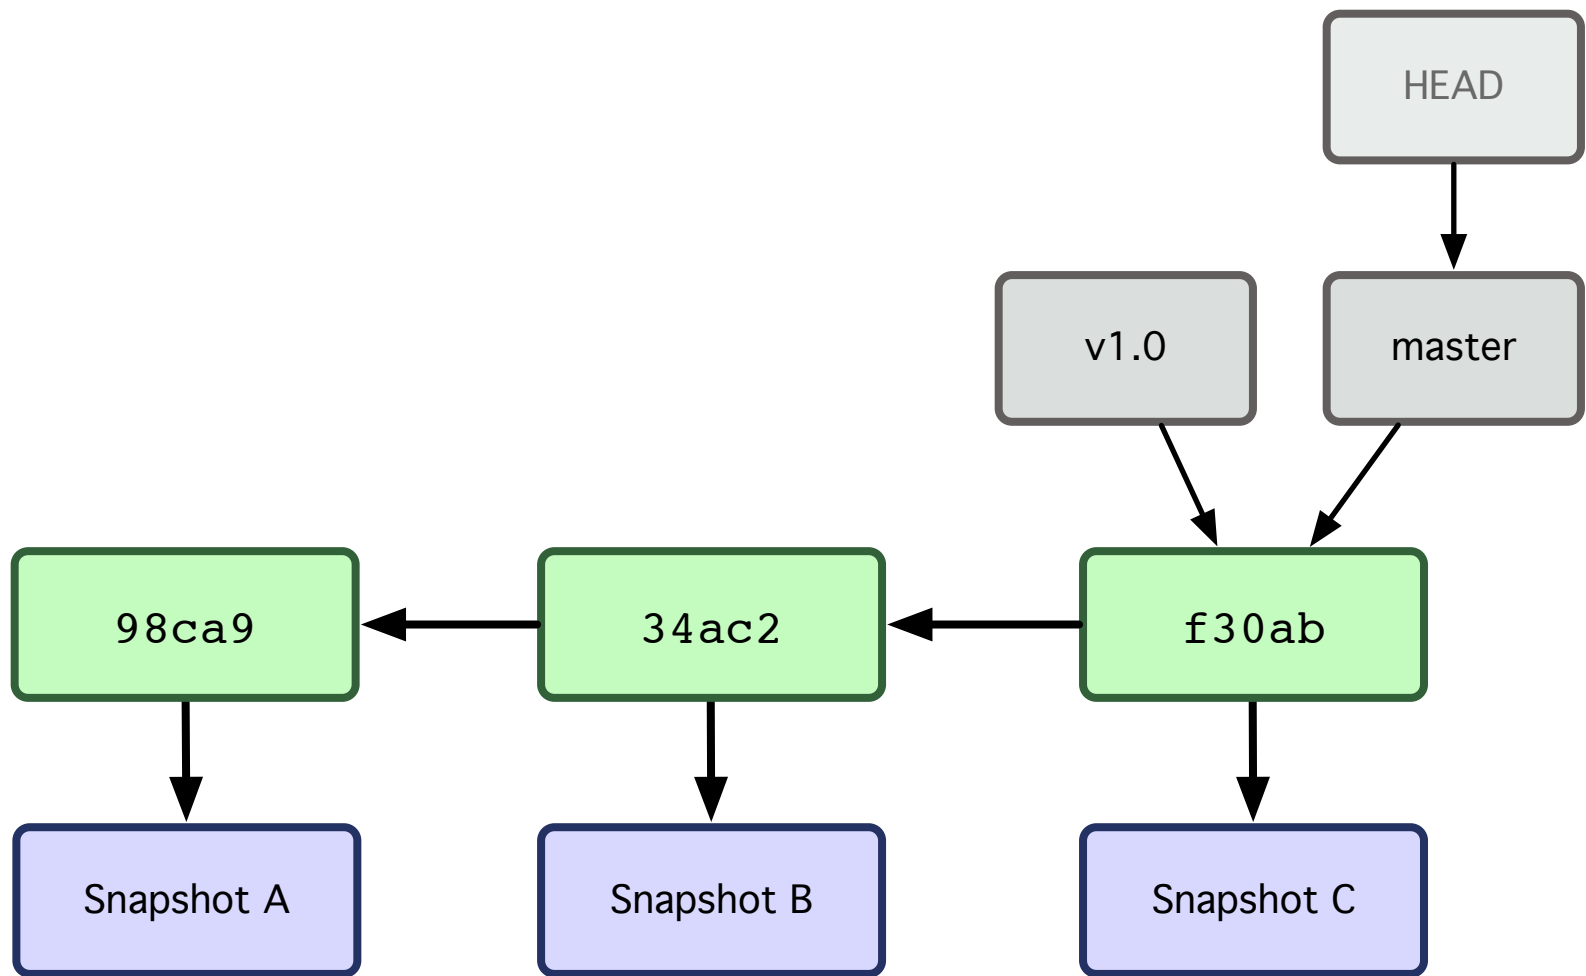 HEAD
v1.0
master
98ca9
34ac2
f30ab
Snapshot A
Snapshot B
Snapshot C